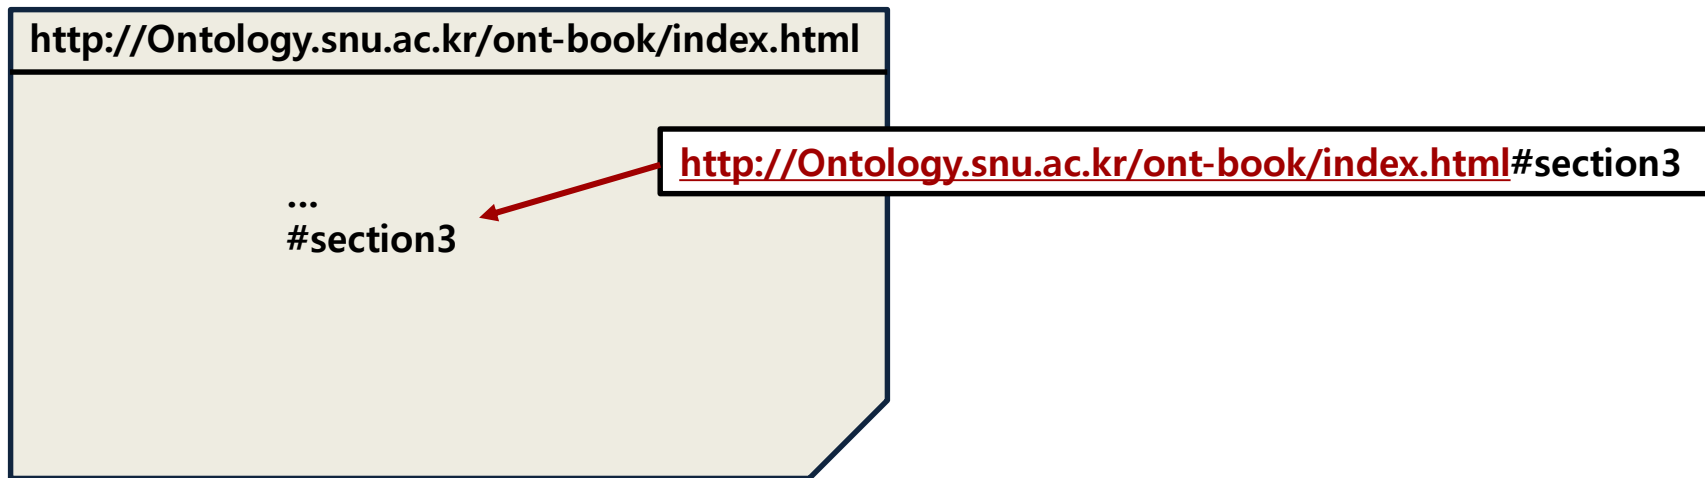 http://Ontology.snu.ac.kr/ont-book/index.html
http://Ontology.snu.ac.kr/ont-book/index.html#section3
...
#section3